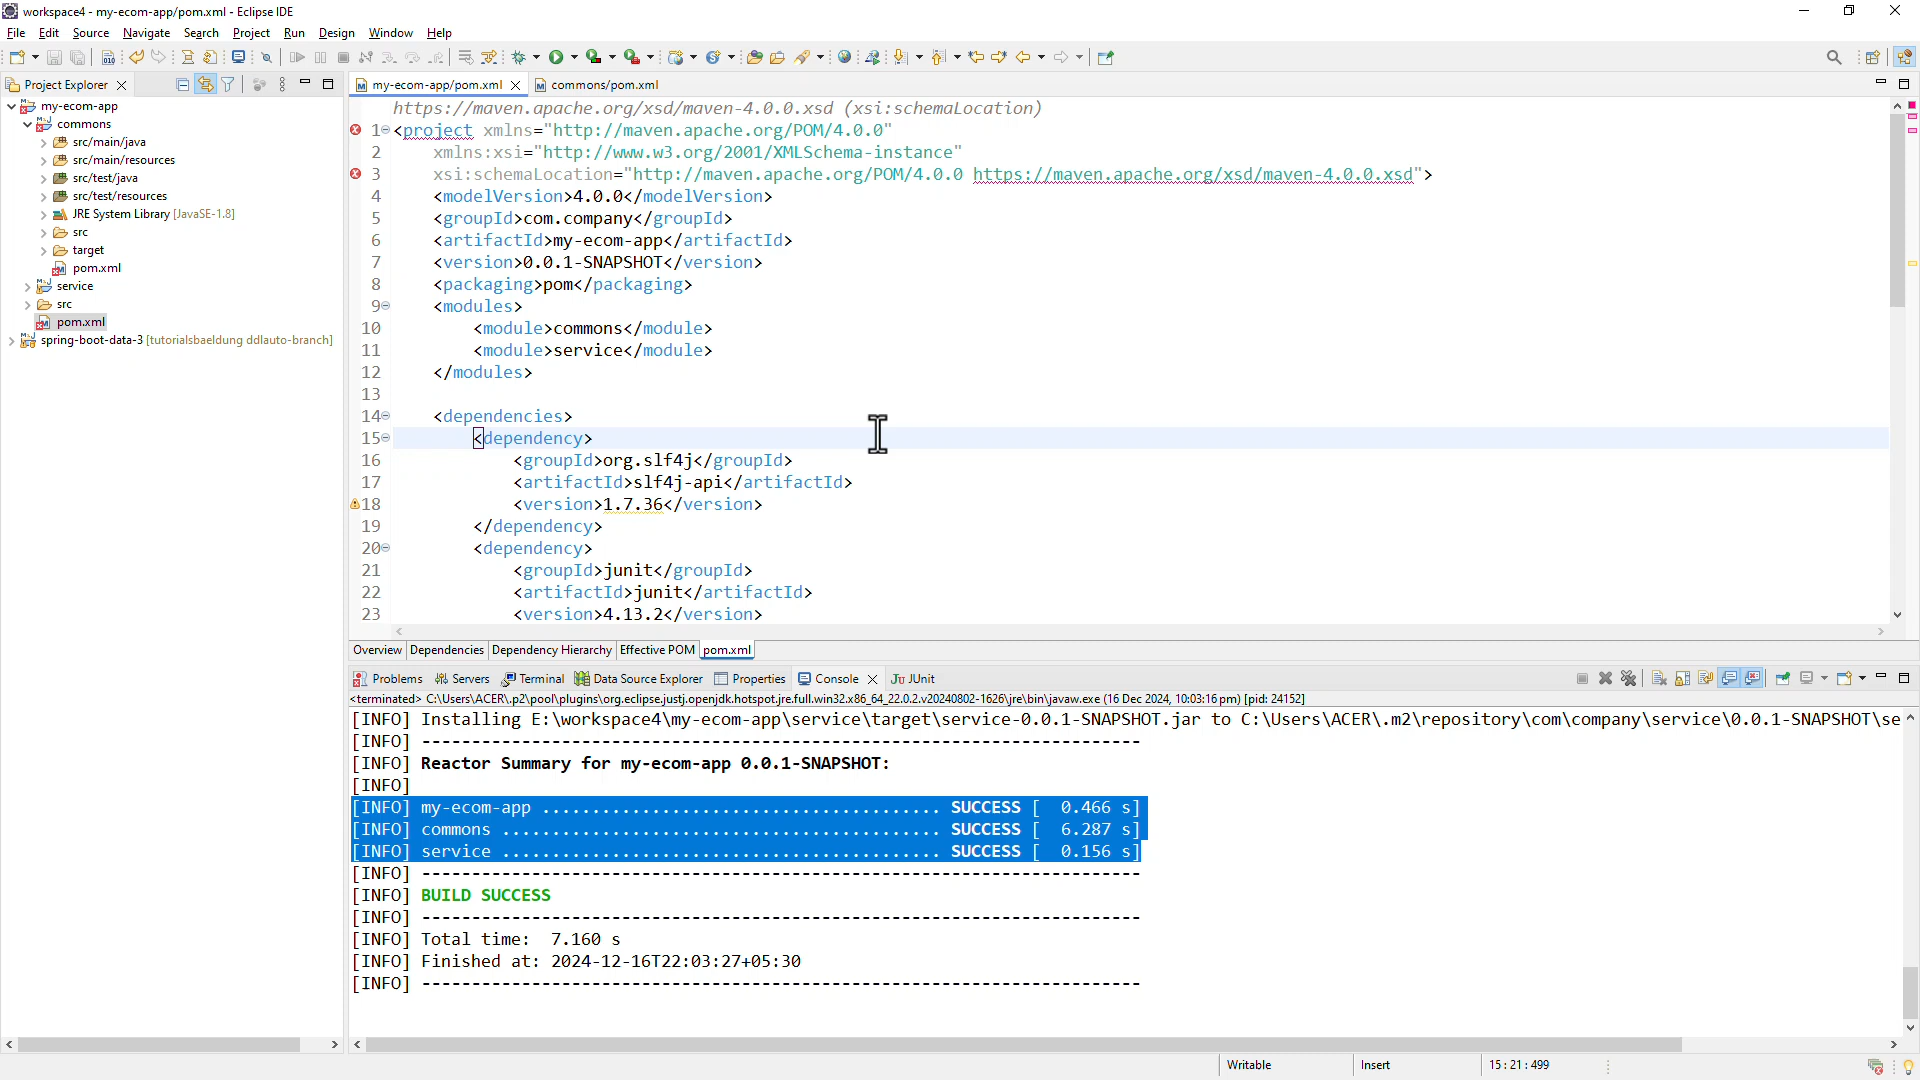 workspace4 - my-ecom-app/pom.xml - Eclipse IDE
File Edit Source Navigate Search Project Run Design Window Help
Project Explorer
my-ecom-app
commons
src/main/java
src/main/resources
src/test/java
src/test/resources
JRE System Library [JavaSE-1.8]
src
target
pom.xml
service
src
pom.xml
spring-boot-data-3 [tutorialsbaeldung ddlauto-branch]
my-ecom-app/pom.xml commons/pom.xml
https://maven.apache.org/xsd/maven-4.0.0.xsd (xsi:schemaLocation)
1 <project xmlns="http://maven.apache.org/POM/4.0.0"
2 xmlns:xsi="http://www.w3.org/2001/XMLSchema-instance"
3 xsi:schemaLocation="http://maven.apache.org/POM/4.0.0 https://maven.apache.org/xsd/maven-4.0.0.xsd">
4 <modelVersion>4.0.0</modelVersion>
5 <groupId>com.company</groupId>
6 <artifactId>my-ecom-app</artifactId>
7 <version>0.0.1-SNAPSHOT</version>
8 <packaging>pom</packaging>
9 <modules>
10 <module>commons</module>
11 <module>service</module>
12 </modules>
13
14 <dependencies>
15 <dependency>
16 <groupId>org.slf4j</groupId>
17 <artifactId>slf4j-api</artifactId>
18 <version>1.7.36</version>
19 </dependency>
20 <dependency>
21 <groupId>junit</groupId>
22 <artifactId>junit</artifactId>
23 <version>4.13.2</version>
Overview Dependencies Dependency Hierarchy Effective POM pom.xml
Problems Servers Terminal Data Source Explorer Properties Console JUnit
<terminated> C:\Users\ACER\.p2\pool\plugins\org.eclipse.justj.openjdk.hotspot.jre.full.win32.x86_64_22.0.2.v20240802-1626\jre\bin\javaw.exe (16 Dec 2024, 10:03:16 pm) [pid: 24152]
[INFO] Installing E:\workspace4\my-ecom-app\service\target\service-0.0.1-SNAPSHOT.jar to C:\Users\ACER\.m2\repository\com\company\service\0.0.1-SNAPSHOT\se
[INFO] ------------------------------------------------------------------------
[INFO] Reactor Summary for my-ecom-app 0.0.1-SNAPSHOT:
[INFO]
[INFO] my-ecom-app ........................................ SUCCESS [  0.466 s]
[INFO] commons ............................................ SUCCESS [  6.287 s]
[INFO] service ............................................ SUCCESS [  0.156 s]
[INFO] ------------------------------------------------------------------------
[INFO] BUILD SUCCESS
[INFO] ------------------------------------------------------------------------
[INFO] Total time:  7.160 s
[INFO] Finished at: 2024-12-16T22:03:27+05:30
[INFO] ------------------------------------------------------------------------
Writable Insert 15 : 21 : 499